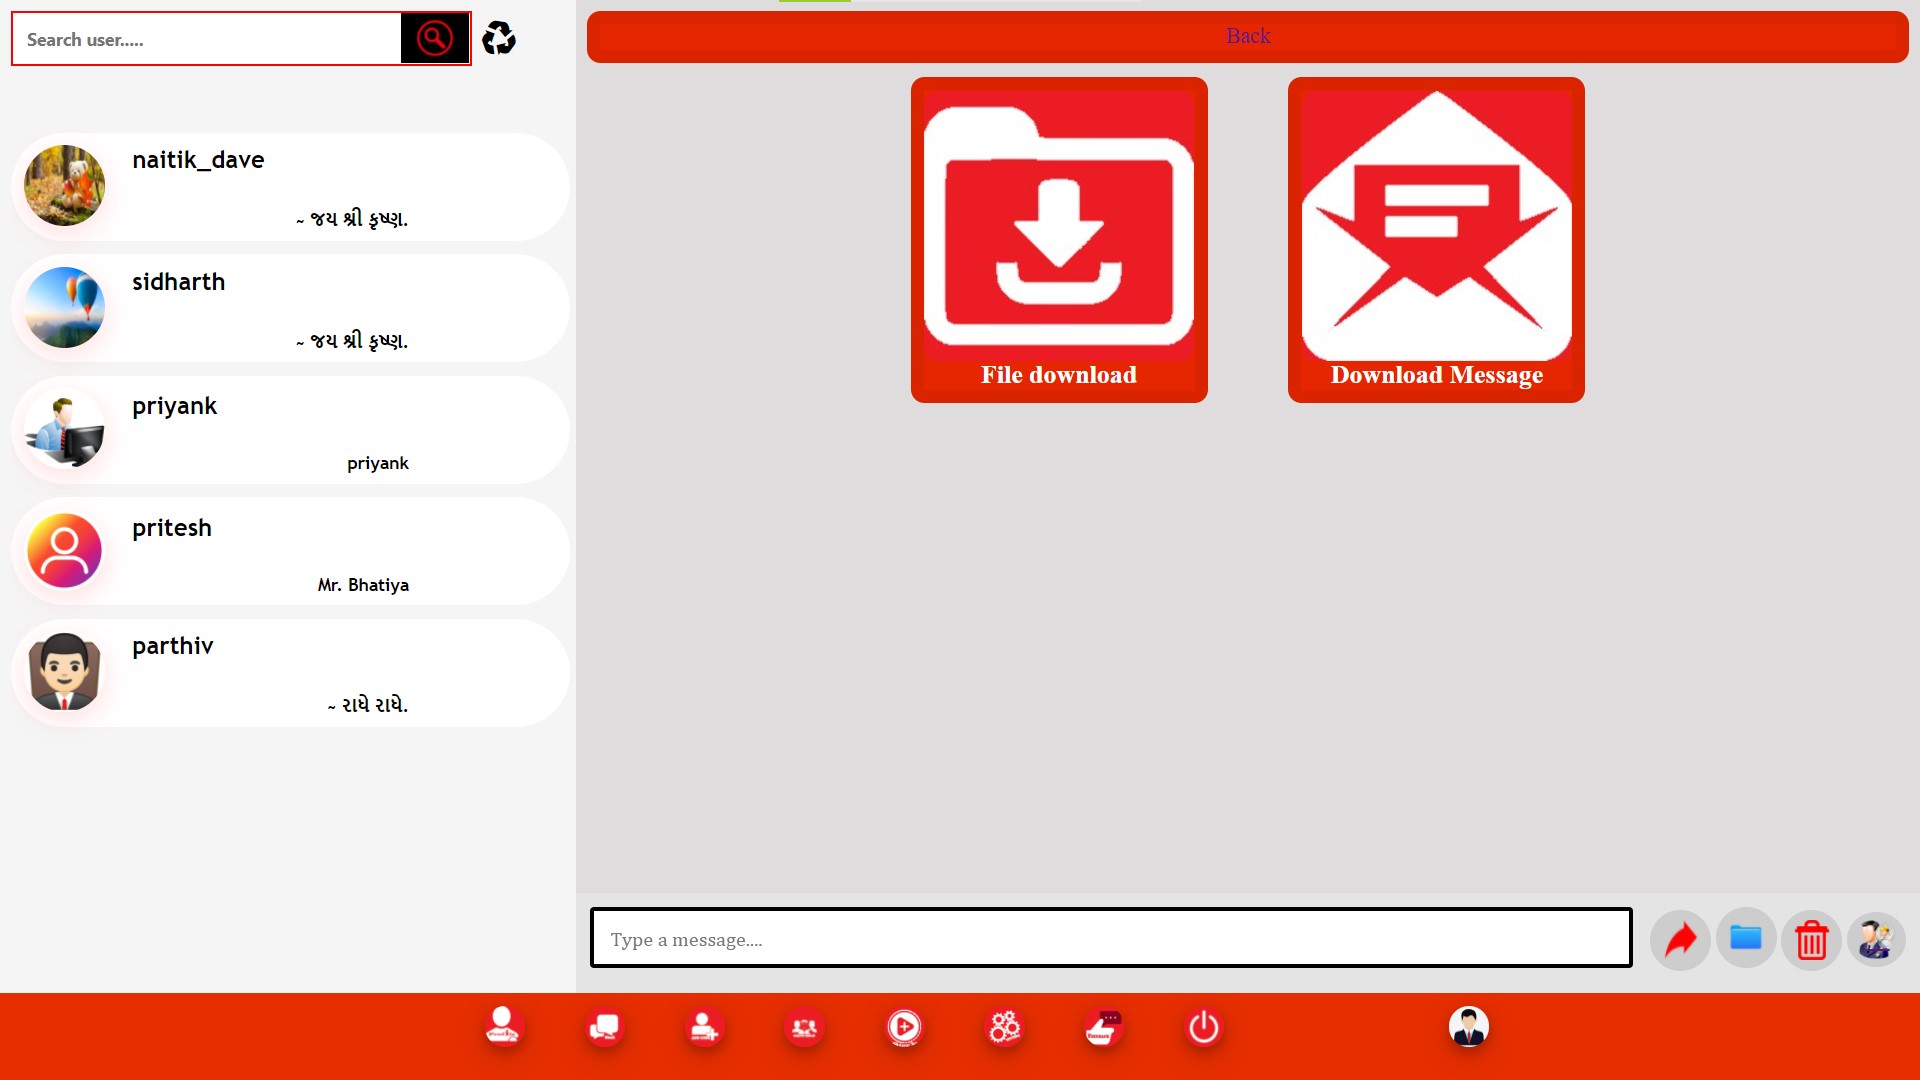 Search user.....
Back
naitik_dave
~ જય શ્રી કૃષ્ણ.
sidharth
~ જય શ્રી કૃષ્ણ.
priyank
priyank
pritesh
Mr. Bhatiya
parthiv
~ રાધે રાધે.
File download
Download Message
Type a message....